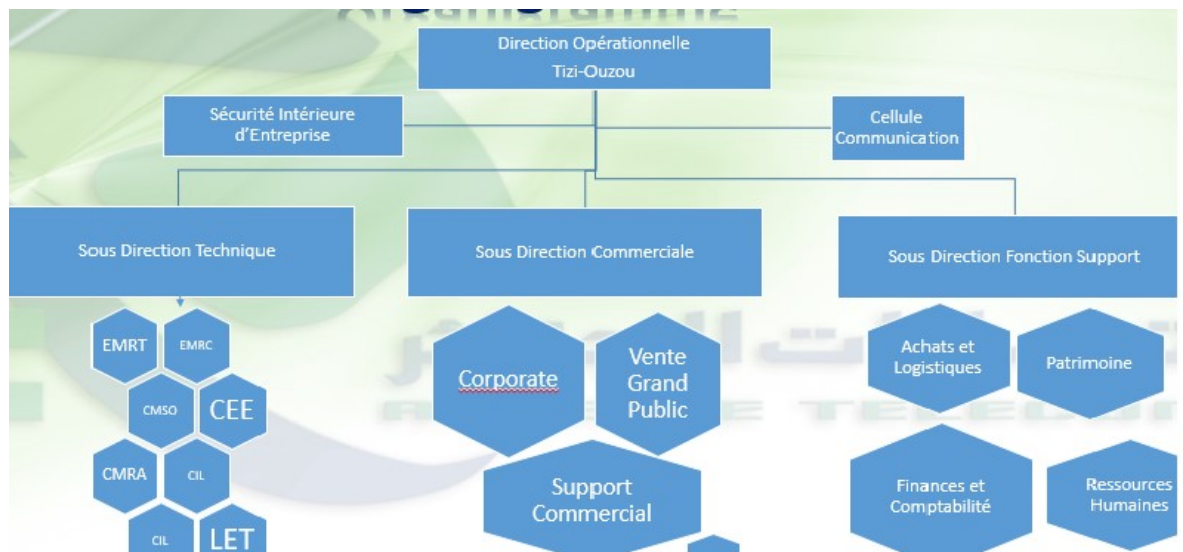 Organigramme
Direction Opérationnelle
Tizi-Ouzou
Sécurité Intérieure
d'Entreprise
Cellule
Communication
Sous Direction Technique
Sous Direction Commerciale
Sous Direction Fonction Support
EMRT
EMRC
CMSO
CEE
CMRA
CIL
CIL
LET
Corporate
Vente
Grand
Public
Support
Commercial
Achats et
Logistiques
Patrimoine
Finances et
Comptabilité
Ressources
Humaines